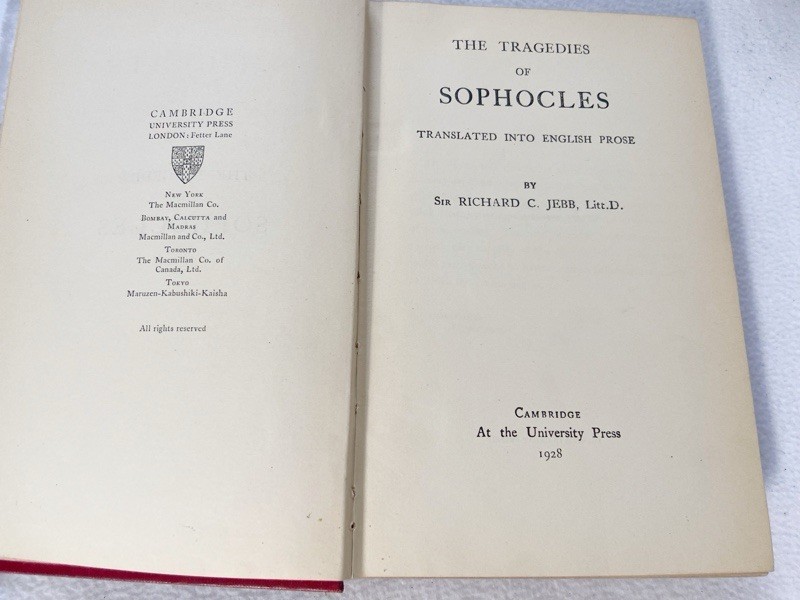 CAMBRIDGE
UNIVERSITY PRESS
LONDON: Fetter Lane
NEW YORK
The Macmillan Co.
BOMBAY, CALCUTTA and
MADRAS
Macmillan and Co., Ltd.
TORONTO
The Macmillan Co. of
Canada, Ltd.
TOKYO
Maruzen-Kabushiki-Kaisha
All rights reserved
THE TRAGEDIES
OF
SOPHOCLES
TRANSLATED INTO ENGLISH PROSE
BY
SIR RICHARD C. JEBB, Litt.D.
CAMBRIDGE
At the University Press
1928